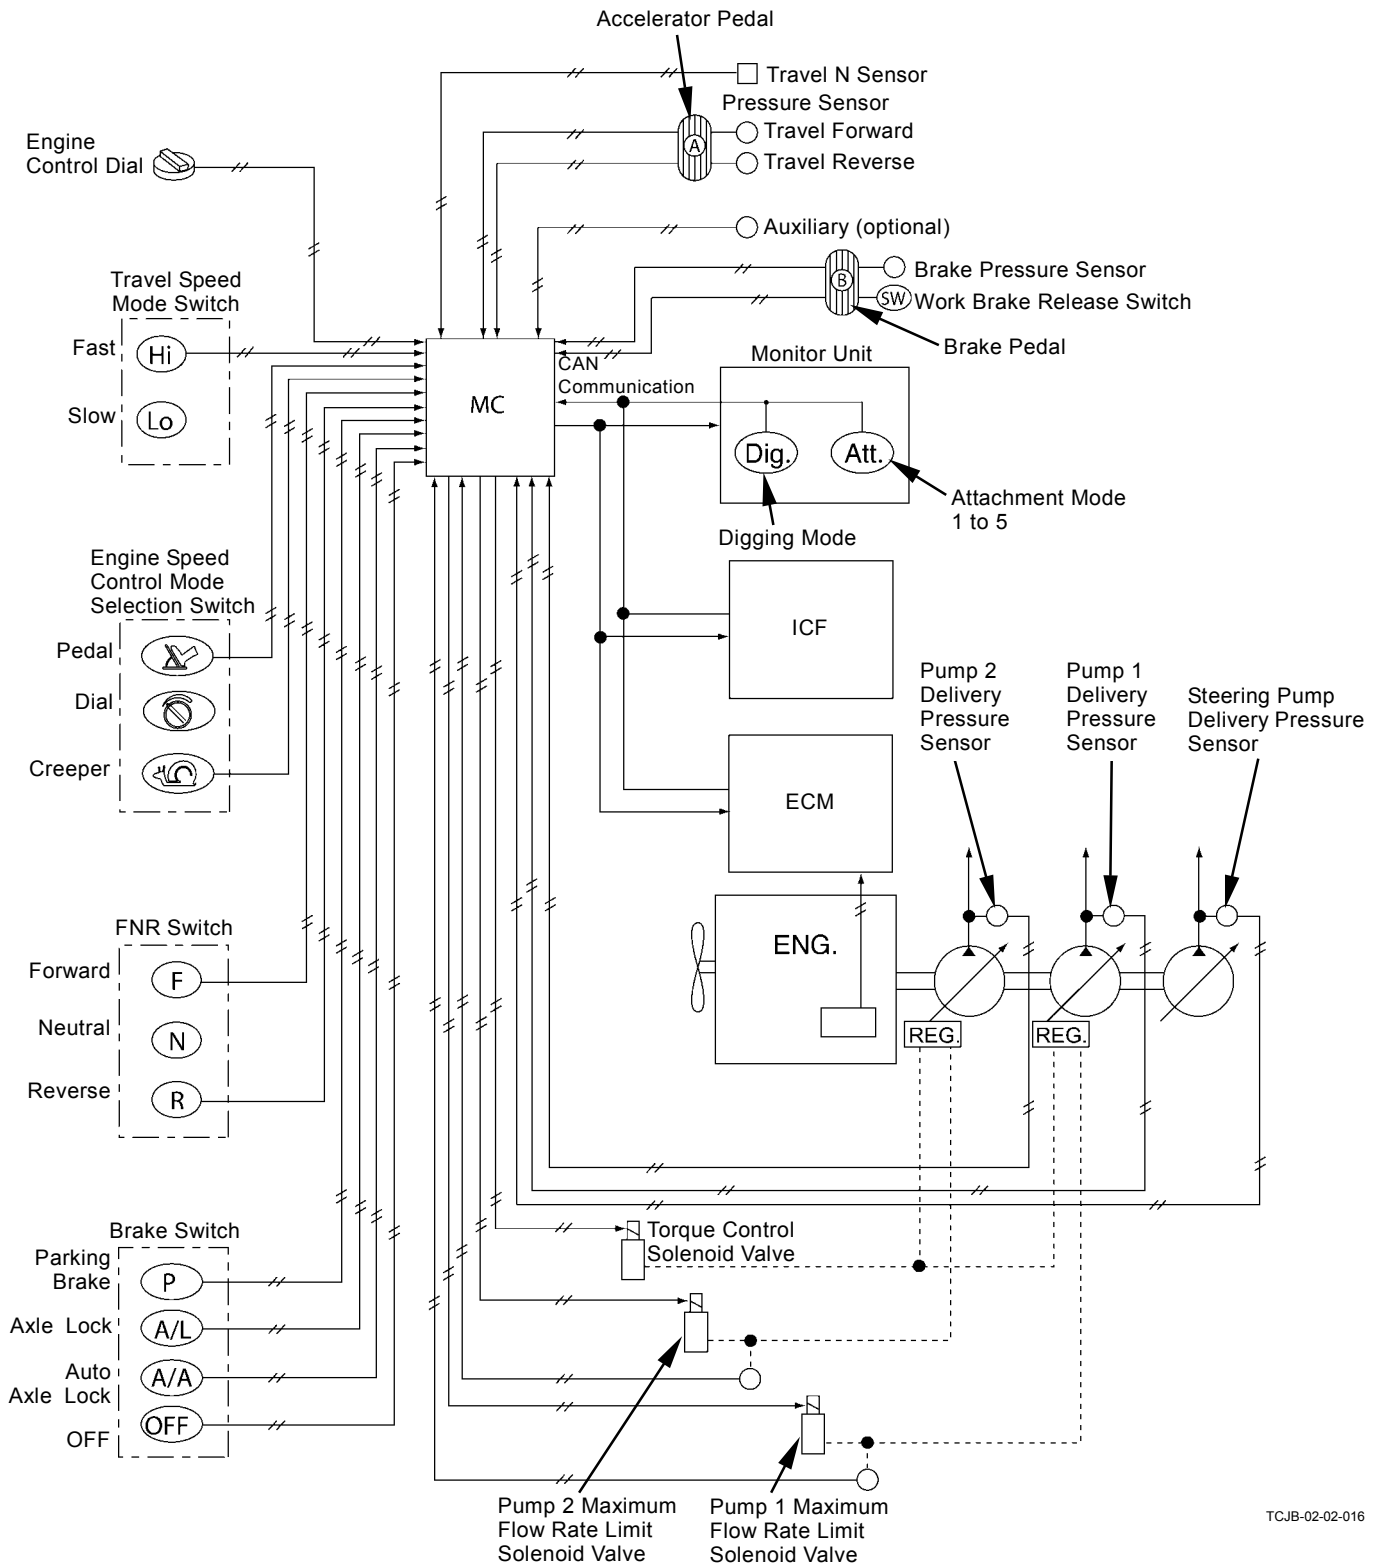 Accelerator Pedal
Travel N Sensor
Pressure Sensor
A
Travel Forward
Travel Reverse
Engine
Control Dial
Auxiliary (optional)
B
Brake Pressure Sensor
SW
Work Brake Release Switch
Brake Pedal
Travel Speed
Mode Switch
Fast
Hi
Slow
Lo
MC
CAN
Communication
Monitor Unit
Dig.
Att.
Attachment Mode
1 to 5
Digging Mode
Engine Speed
Control Mode
Selection Switch
Pedal
Dial
Creeper
ICF
ECM
Pump 2
Delivery
Pressure
Sensor
Pump 1
Delivery
Pressure
Sensor
Steering Pump
Delivery Pressure
Sensor
FNR Switch
Forward
F
Neutral
N
Reverse
R
ENG.
REG.
REG.
Brake Switch
Parking
Brake
P
Axle Lock
A/L
Auto
Axle Lock
A/A
OFF
OFF
Torque Control
Solenoid Valve
Pump 2 Maximum
Flow Rate Limit
Solenoid Valve
Pump 1 Maximum
Flow Rate Limit
Solenoid Valve
TCJB-02-02-016